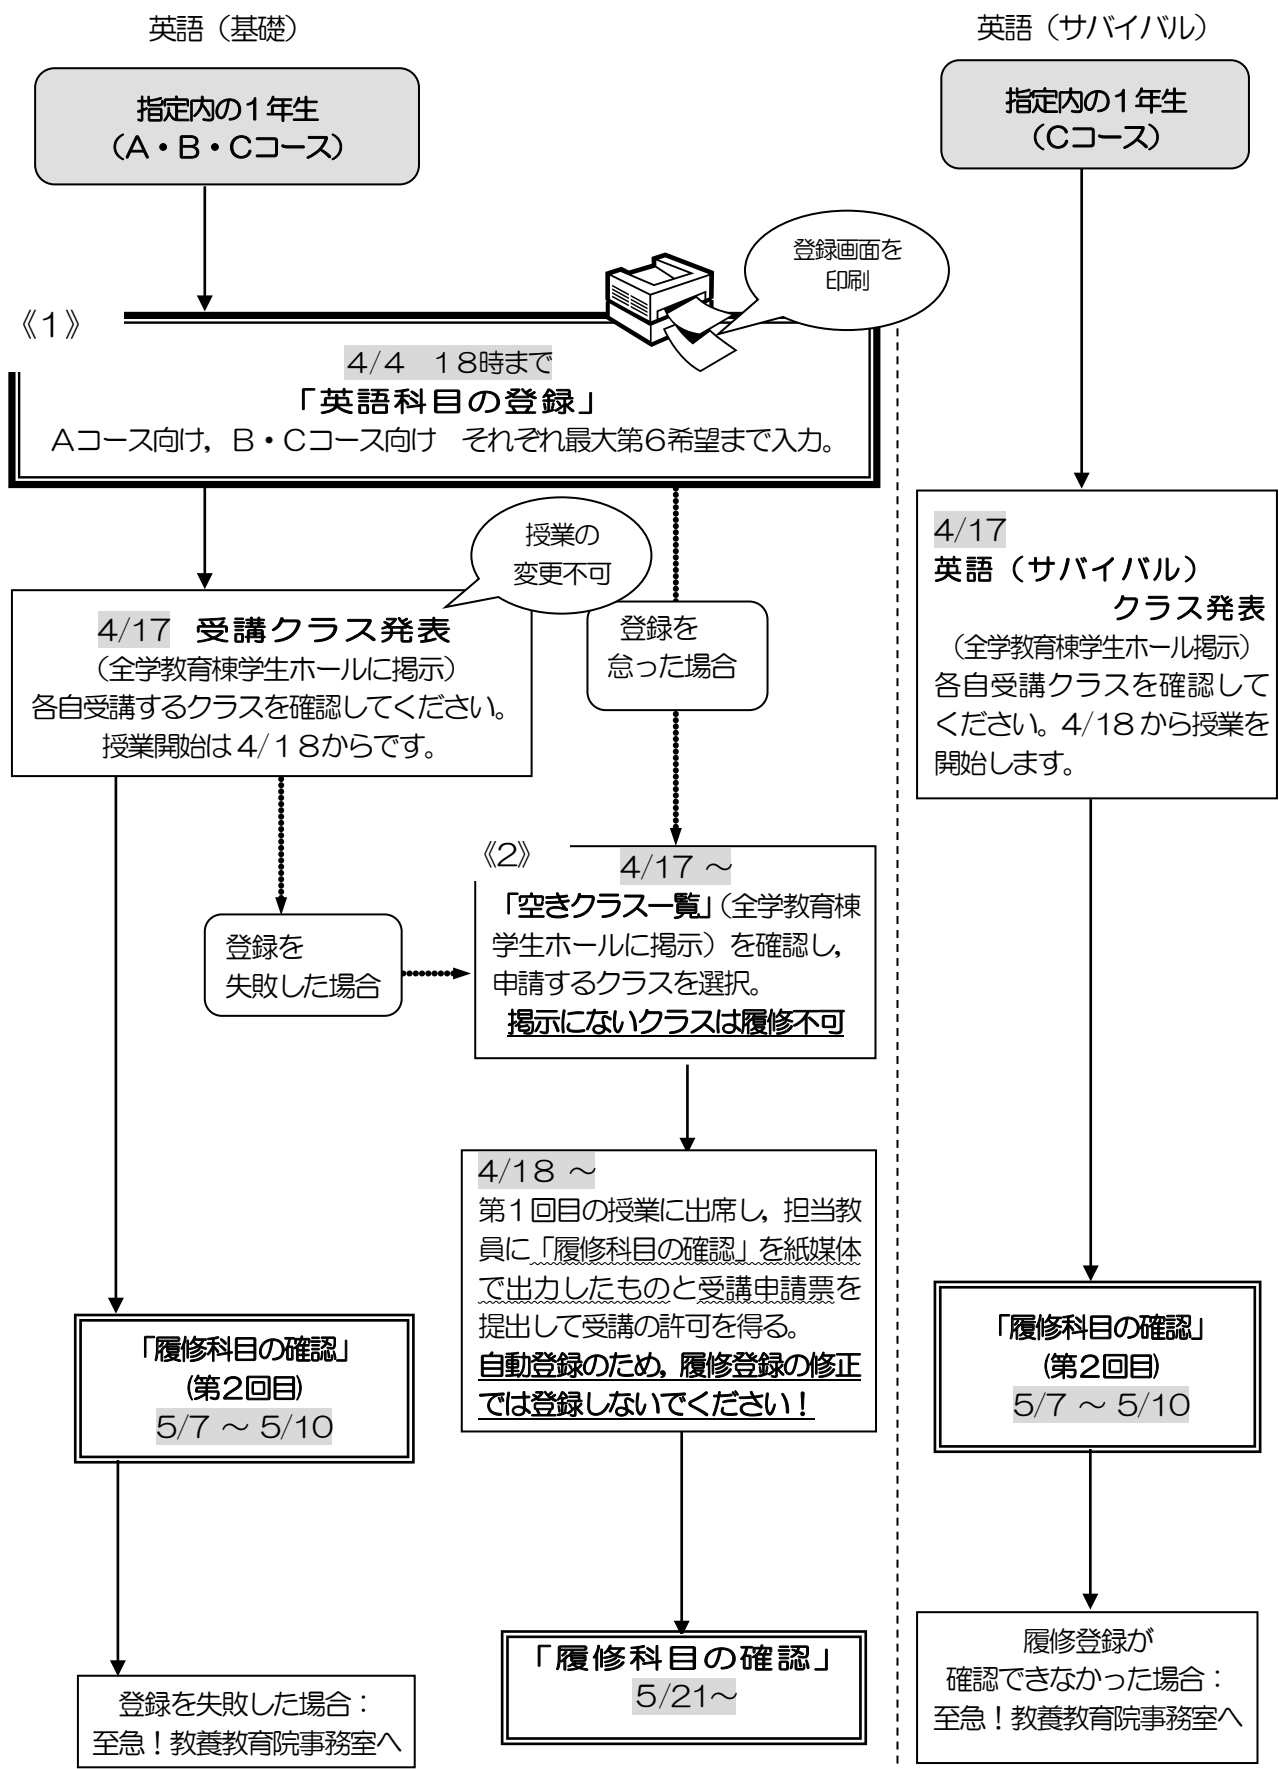 英語（基礎）
指定内の１年生
（A・B・Cコース）
登録画面を
印刷
《1》
4/4　１８時まで
「英語科目の登録」
Aコース向け，B・Cコース向け　それぞれ最大第６希望まで入力。
授業の
変更不可
4/17　受講クラス発表
（全学教育棟学生ホールに掲示）
各自受講するクラスを確認してください。
授業開始は４/１８からです。
登録を
怠った場合
登録を
失敗した場合
《2》
4/17 ～
「空きクラス一覧」（全学教育棟
学生ホールに掲示）を確認し，
申請するクラスを選択。
掲示にないクラスは履修不可
4/18 ～
第１回目の授業に出席し，担当教
員に「履修科目の確認」を紙媒体
で出力したものと受講申請票を
提出して受講の許可を得る。
自動登録のため，履修登録の修正
では登録しないでください！
「履修科目の確認」
(第２回目)
5/7 ～ 5/10
登録を失敗した場合：
至急！教養教育院事務室へ
「履修科目の確認」
5/21～
英語（サバイバル）
指定内の１年生
（Cコース）
4/17
英語（サバイバル）
クラス発表
（全学教育棟学生ホール掲示）
各自受講クラスを確認して
ください。4/18 から授業を
開始します。
「履修科目の確認」
(第２回目)
5/7 ～ 5/10
履修登録が
確認できなかった場合：
至急！教養教育院事務室へ